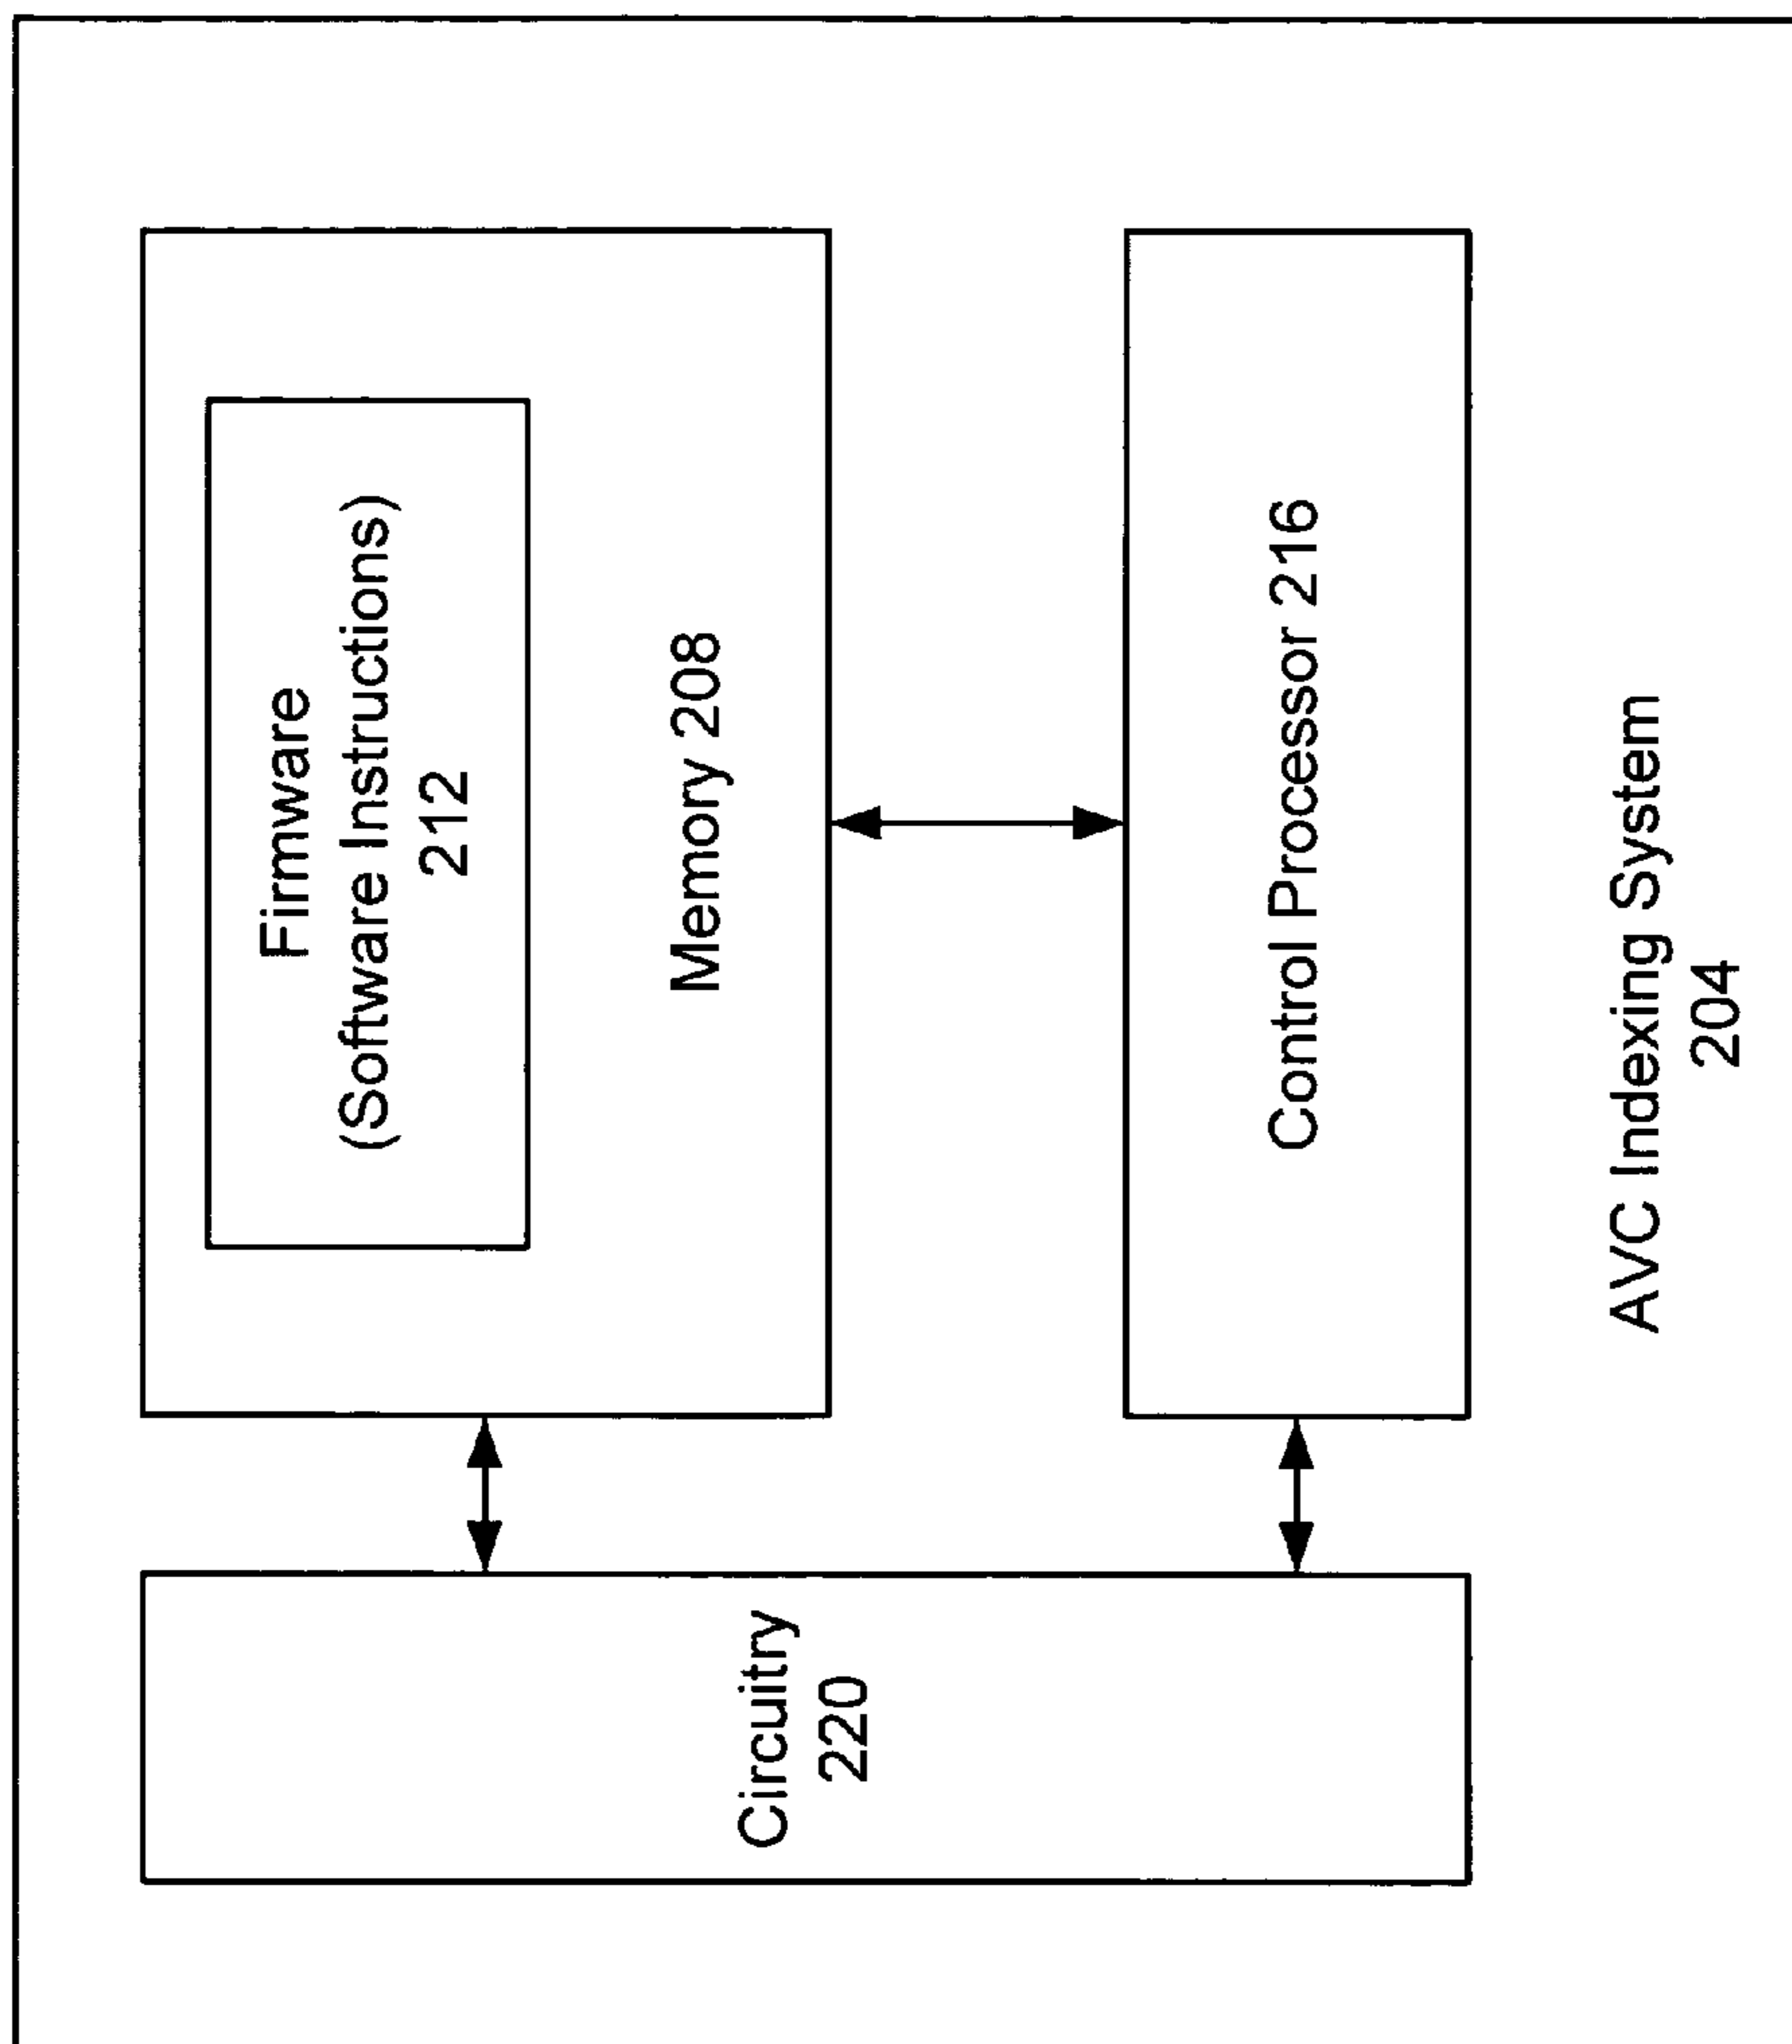 Firmware
(Software Instructions)
212
Memory 208
Control Processor 216
Circuitry
220
AVC Indexing System
204